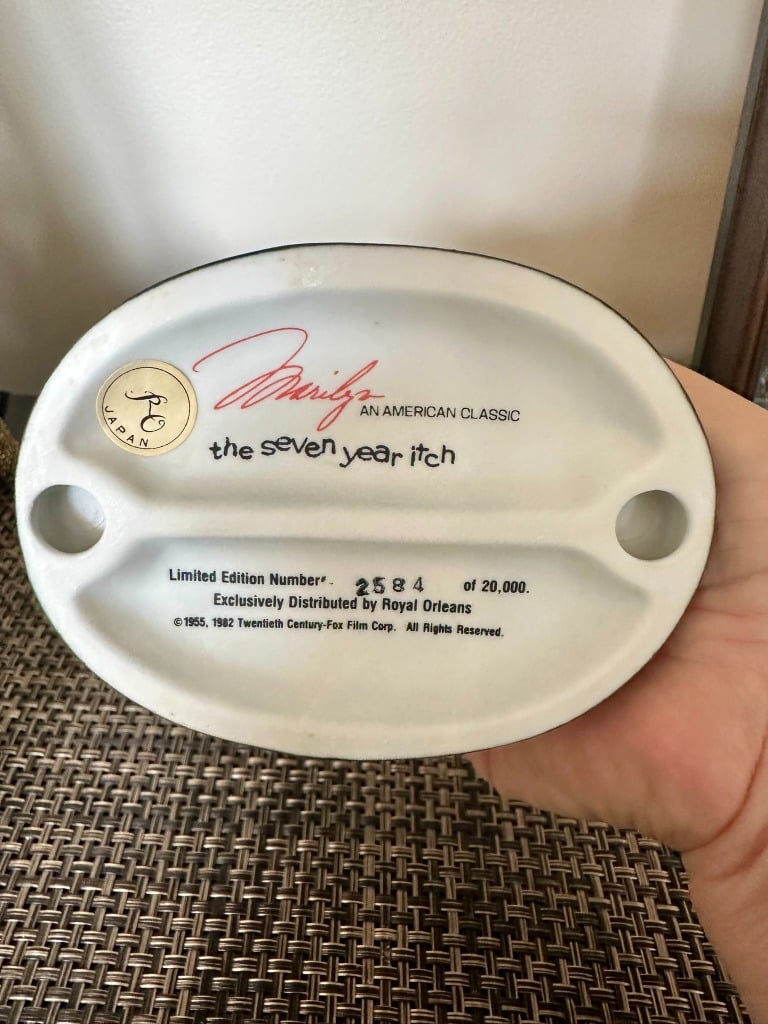 Marilyn
AN AMERICAN CLASSIC
RO
JAPAN
the seven year itch
Limited Edition Number 2584 of 20,000.
Exclusively Distributed by Royal Orleans
©1955, 1982 Twentieth Century-Fox Film Corp. All Rights Reserved.